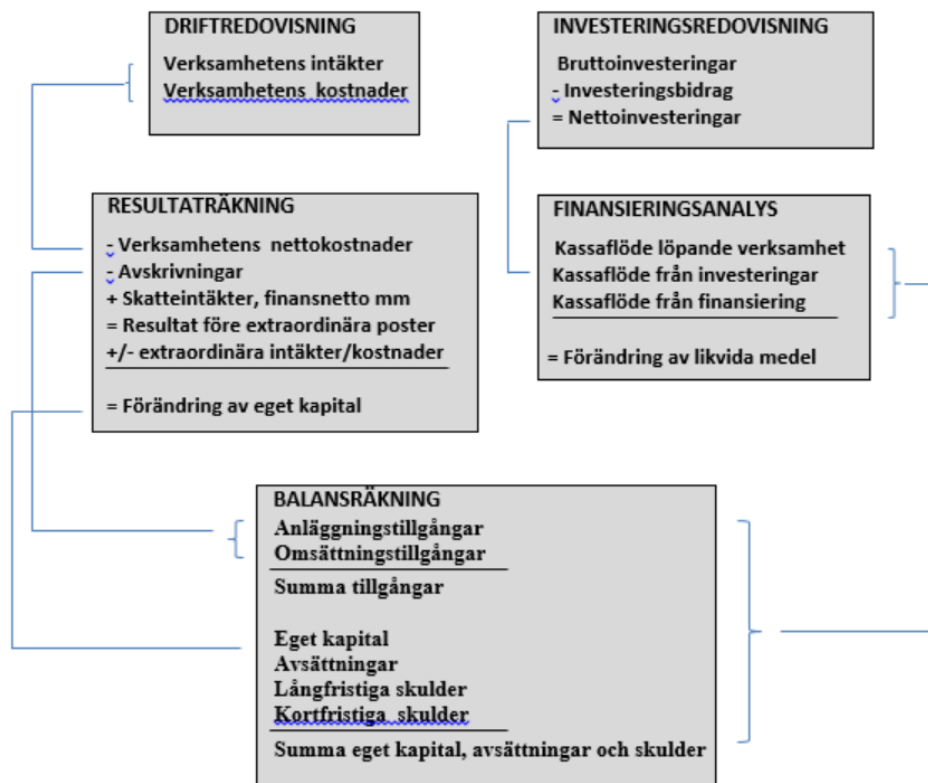 DRIFTREDOVISNING
Verksamhetens intäkter
Verksamhetens kostnader
INVESTERINGSREDOVISNING
Bruttoinvesteringar
- Investeringsbidrag
= Nettoinvesteringar
RESULTATRÄKNING
- Verksamhetens nettokostnader
- Avskrivningar
+ Skatteintäkter, finansnetto mm
= Resultat före extraordinära poster
+/- extraordinära intäkter/kostnader
= Förändring av eget kapital
FINANSIERINGSANALYS
Kassaflöde löpande verksamhet
Kassaflöde från investeringar
Kassaflöde från finansiering
= Förändring av likvida medel
BALANSRÄKNING
Anläggningstillgångar
Omsättningstillgångar
Summa tillgångar
Eget kapital
Avsättningar
Långfristiga skulder
Kortfristiga skulder
Summa eget kapital, avsättningar och skulder